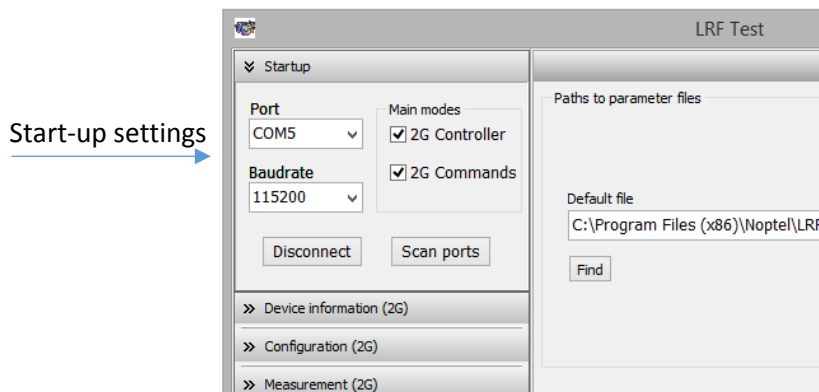 LRF Test
Startup
Start-up settings
Port
COM5
Baudrate
115200
Main modes
2G Controller
2G Commands
Disconnect
Scan ports
Device information (2G)
Configuration (2G)
Measurement (2G)
Paths to parameter files
Default file
C:\Program Files (x86)\Noptel\LRF
Find